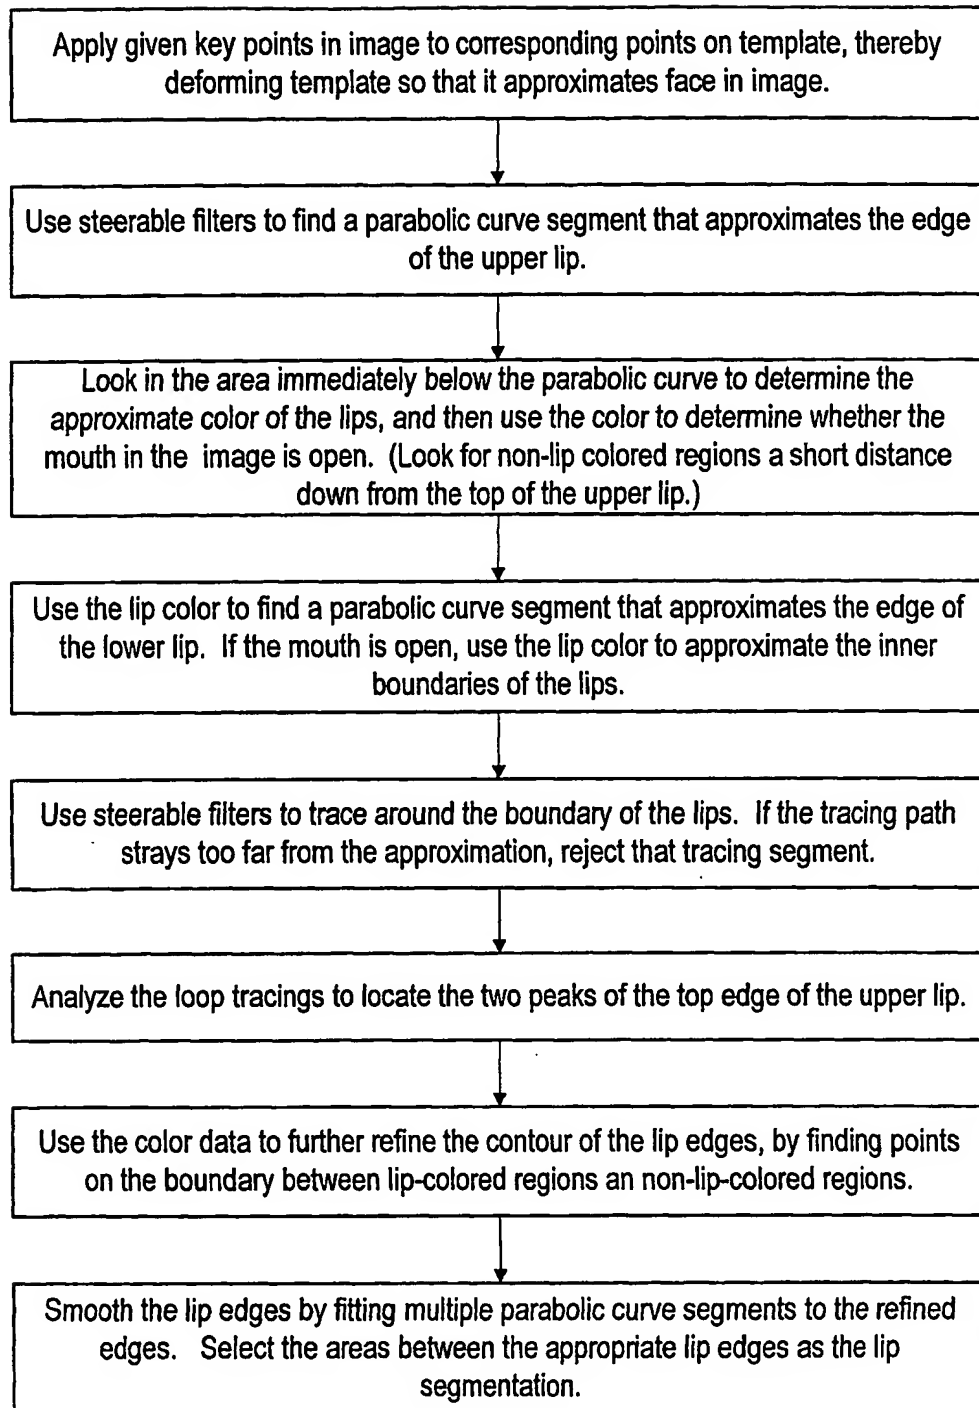 Apply given key points in image to corresponding points on template, thereby
deforming template so that it approximates face in image.
Use steerable filters to find a parabolic curve segment that approximates the edge
of the upper lip.
Look in the area immediately below the parabolic curve to determine the
approximate color of the lips, and then use the color to determine whether the
mouth in the image is open. (Look for non-lip colored regions a short distance
down from the top of the upper lip.)
Use the lip color to find a parabolic curve segment that approximates the edge of
the lower lip. If the mouth is open, use the lip color to approximate the inner
boundaries of the lips.
Use steerable filters to trace around the boundary of the lips. If the tracing path
strays too far from the approximation, reject that tracing segment.
Analyze the loop tracings to locate the two peaks of the top edge of the upper lip.
Use the color data to further refine the contour of the lip edges, by finding points
on the boundary between lip-colored regions an non-lip-colored regions.
Smooth the lip edges by fitting multiple parabolic curve segments to the refined
edges. Select the areas between the appropriate lip edges as the lip
segmentation.